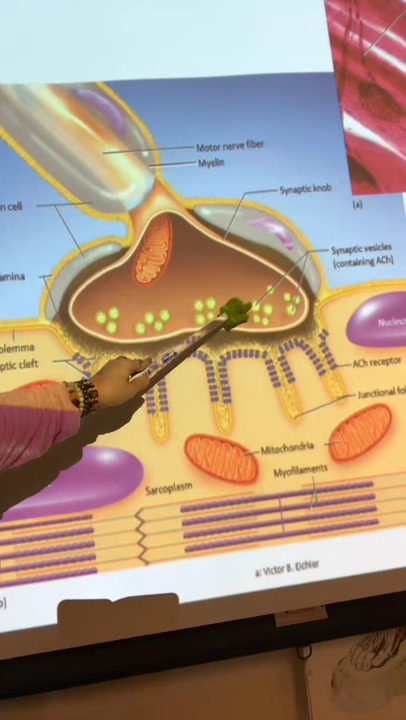 Motor nerve fiber
Myelin
Synaptic knob
(a)
n cell
Synaptic vesicles
(containing ACh)
amina
Nucleus
olemma
ptic cleft
ACh receptor
Junctional fol
Mitochondria
Myofilaments
Sarcoplasm
a: Victor B. Eichler
b)